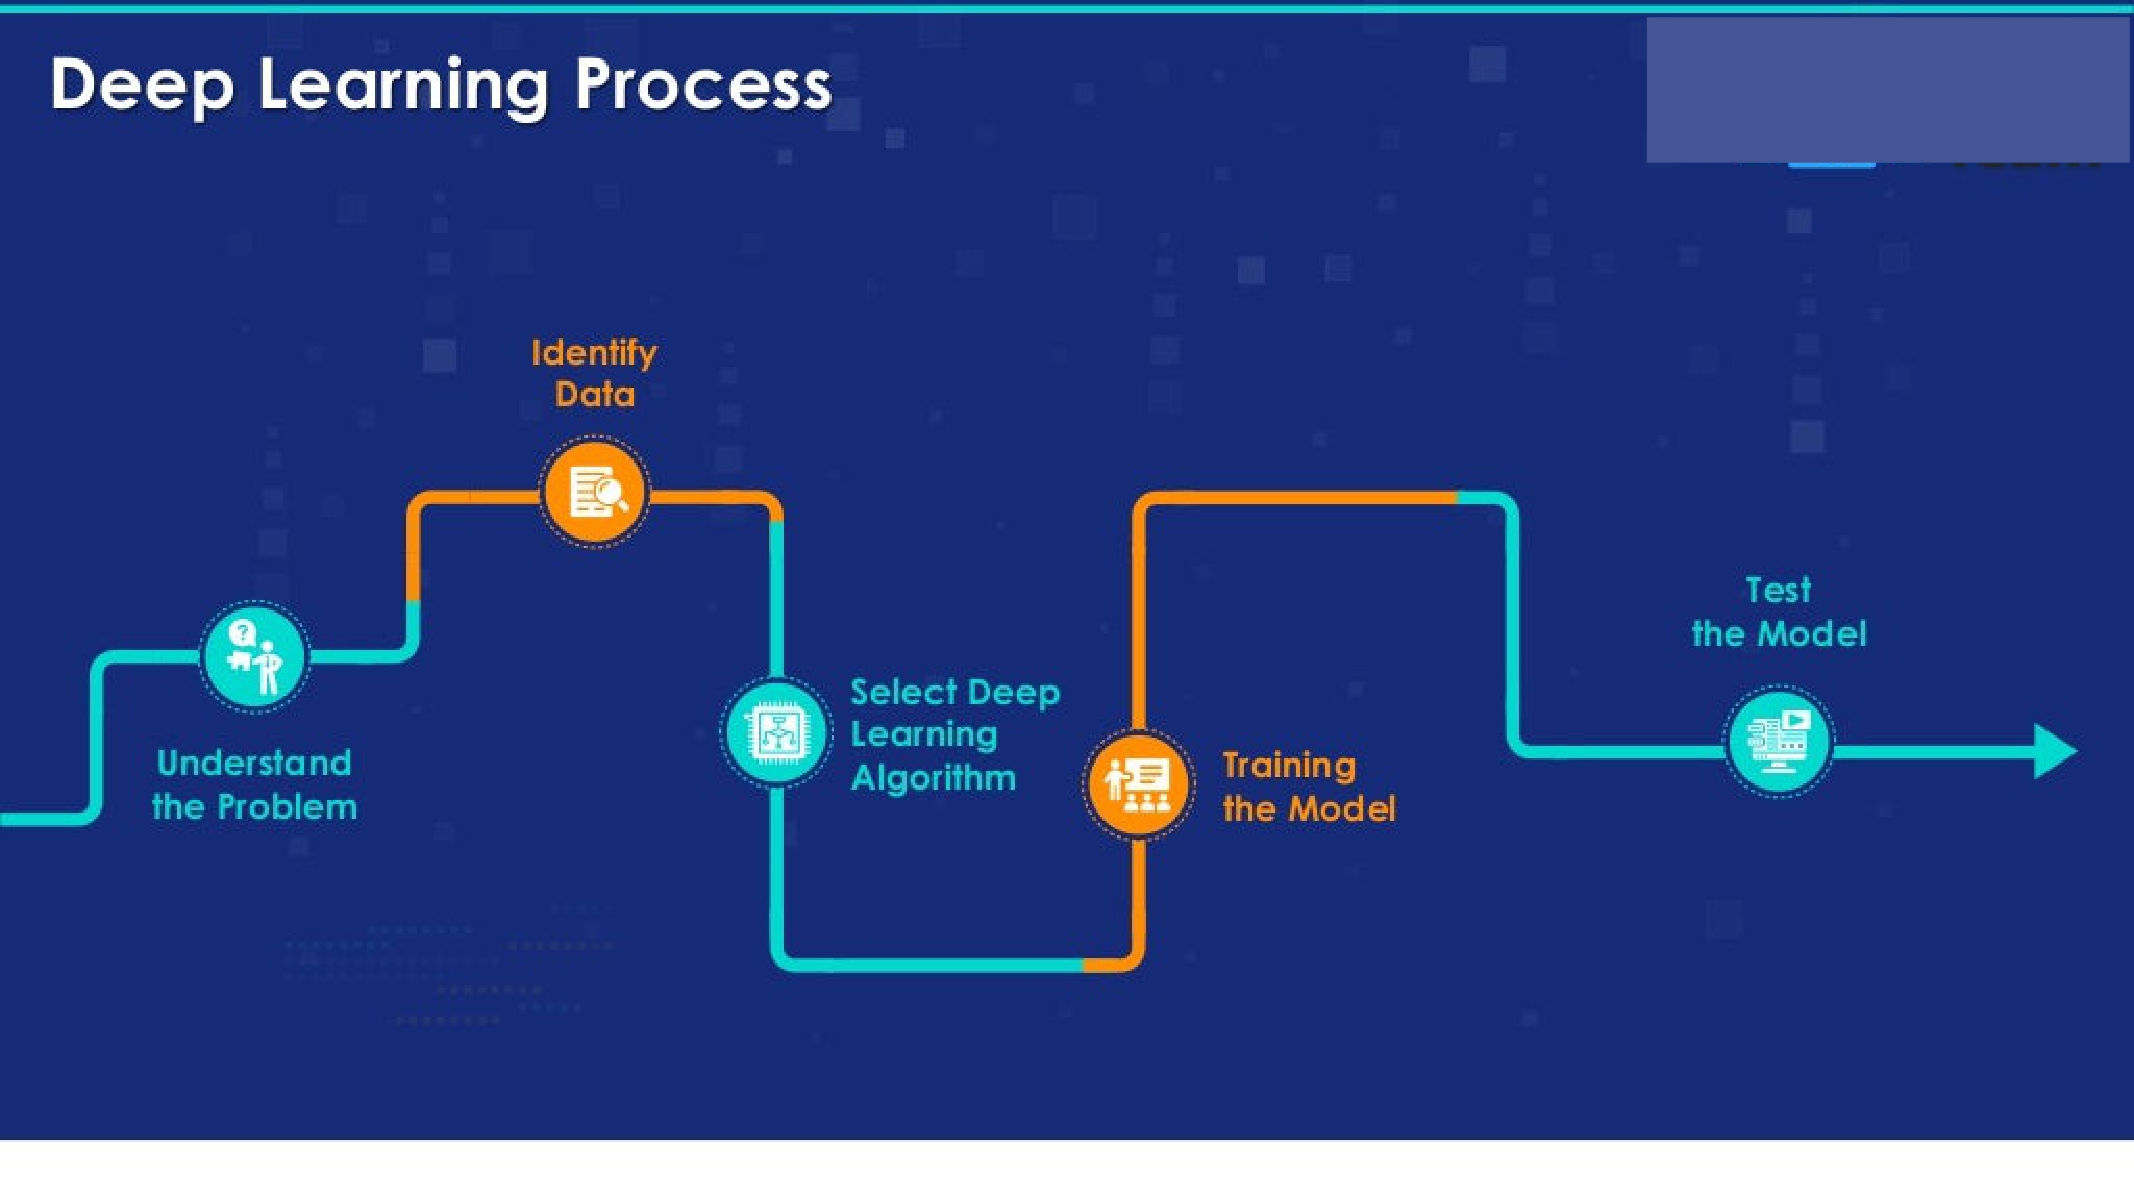 Deep Learning Process
Identify
Data
Understand
the Problem
Select Deep
Learning
Algorithm
Training
the Model
Test
the Model
?